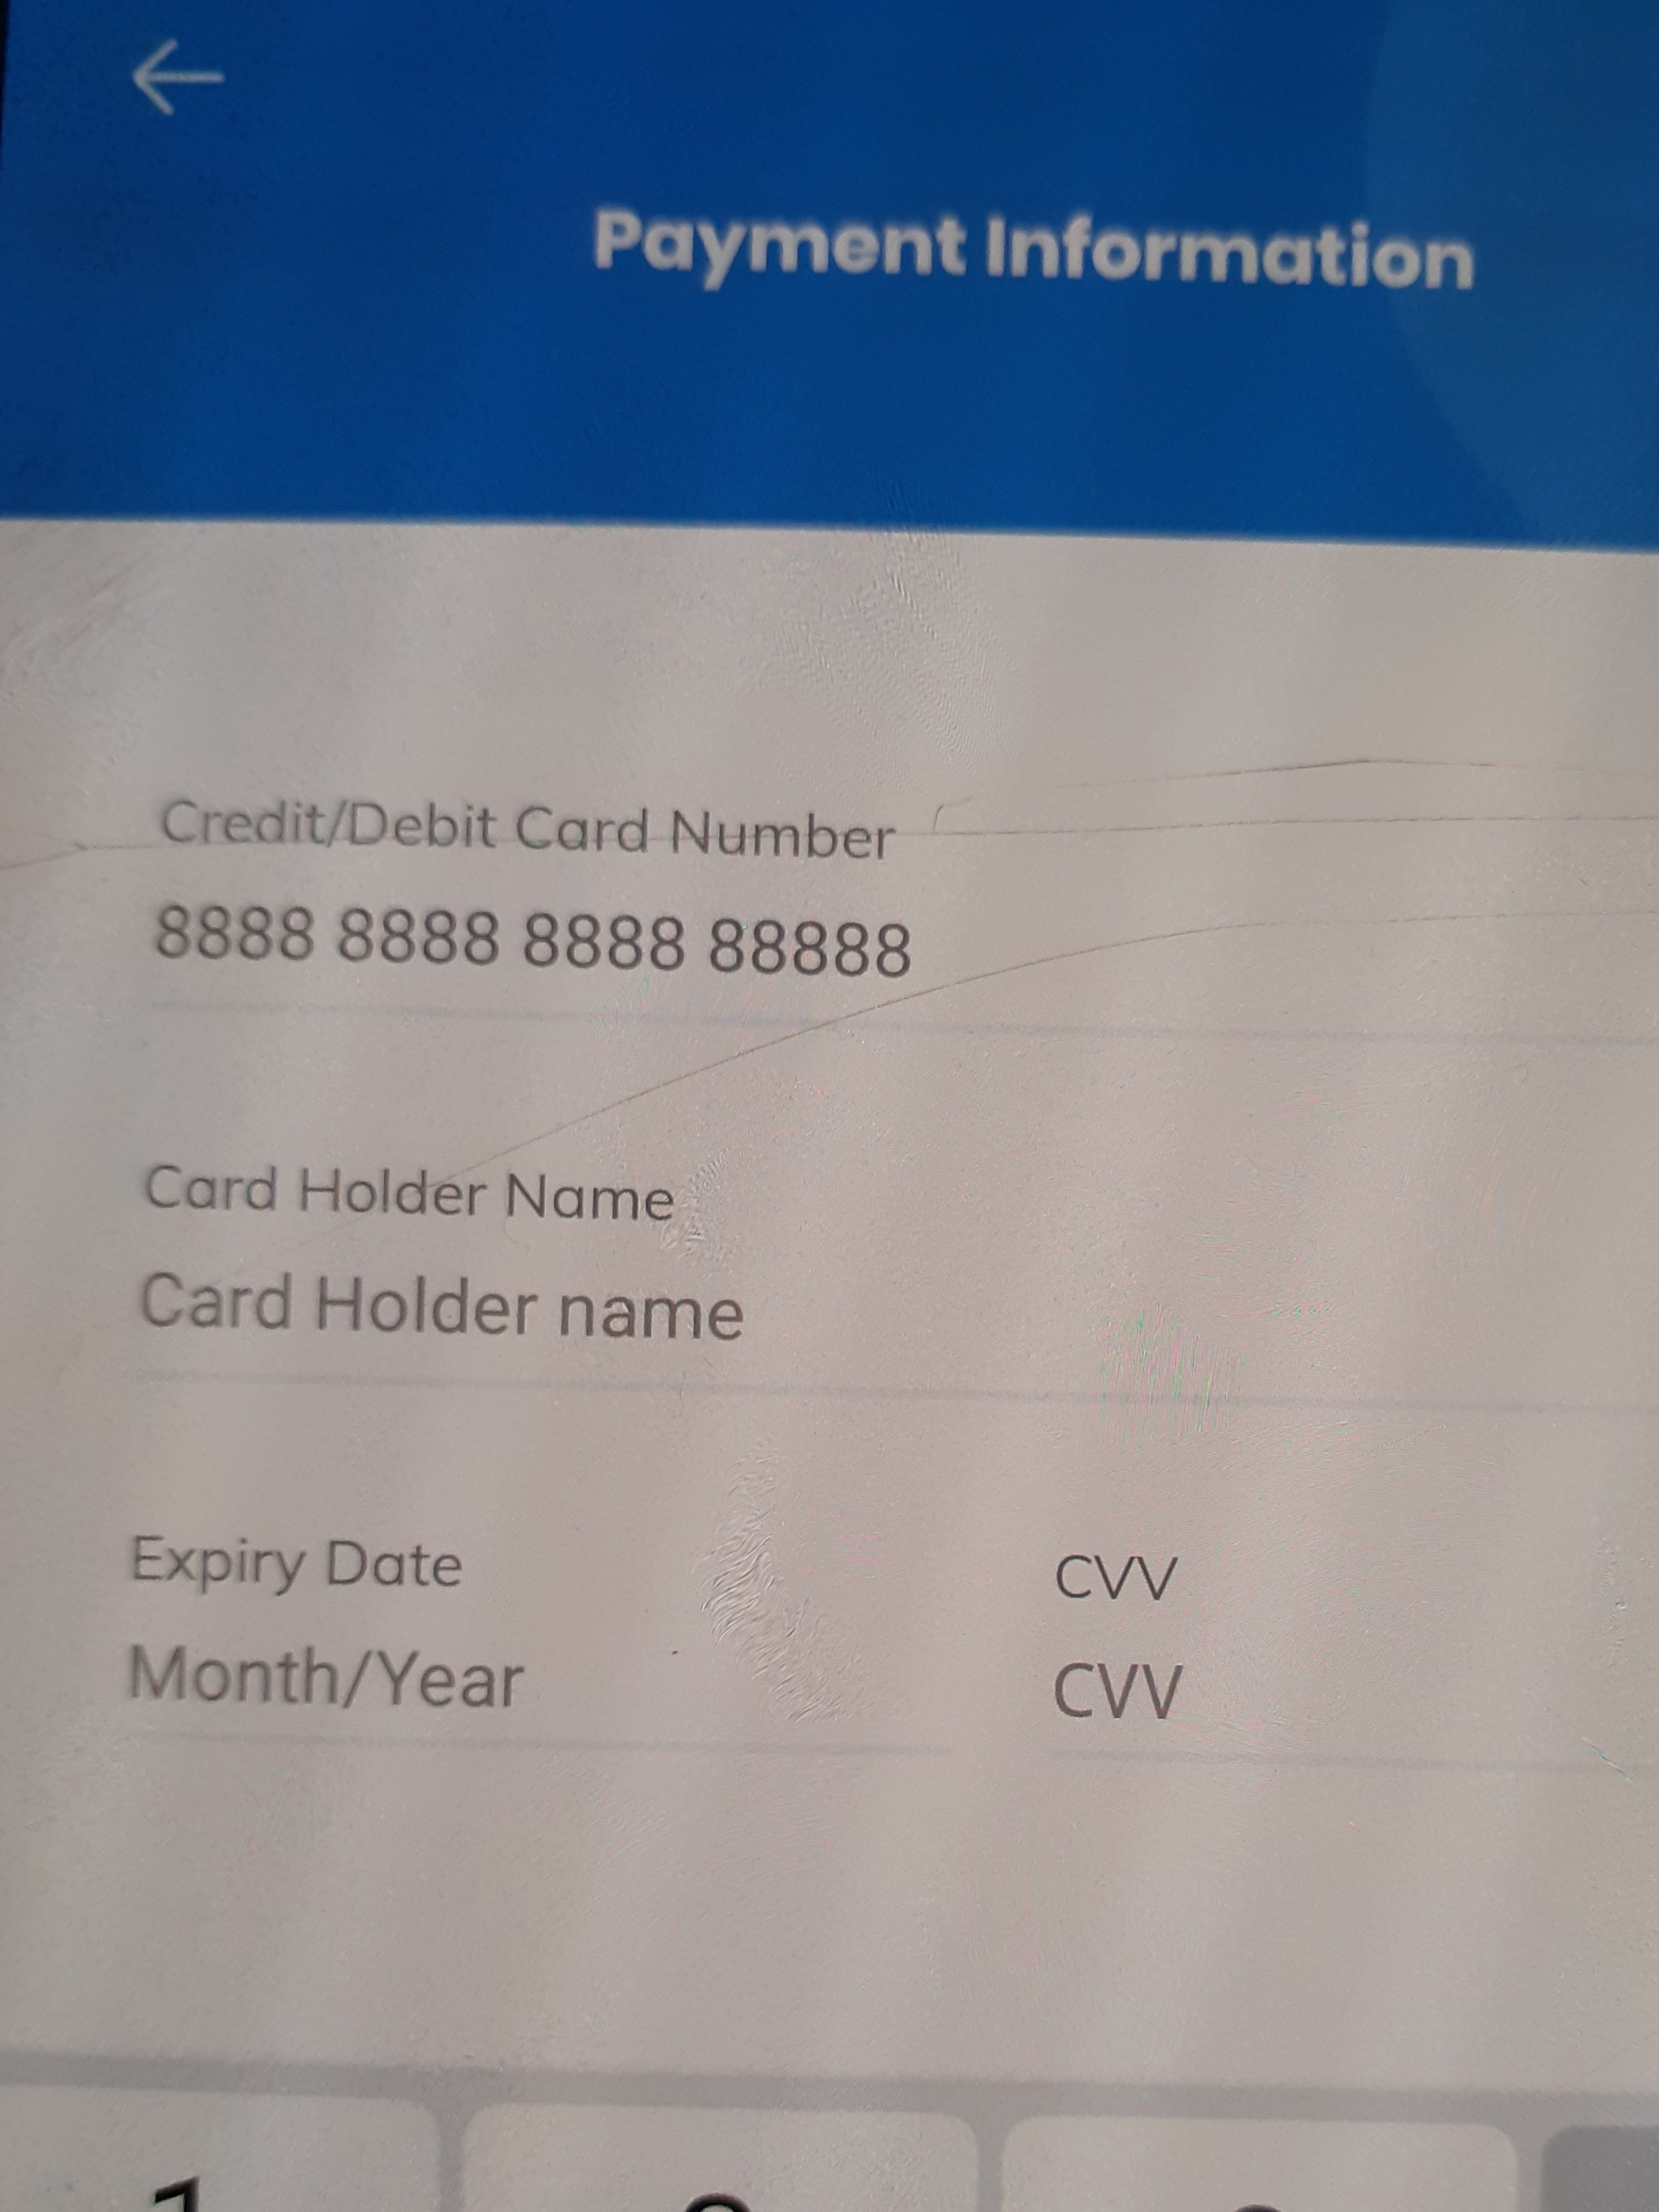 Payment Information
Credit/Debit Card Number
8888 8888 8888 88888
Card Holder Name
Card Holder name
Expiry Date
CVV
Month/Year
CVV
1